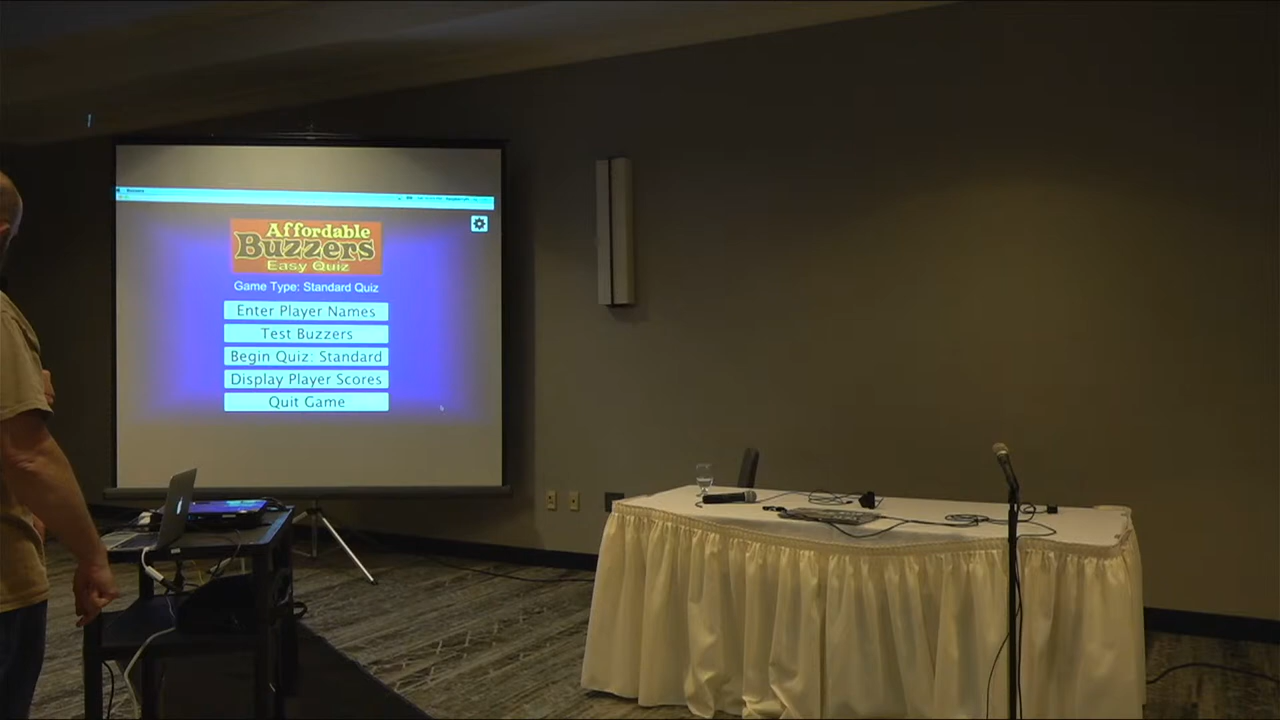 Buzzers
Affordable
Buzzers
Easy Quiz
Game Type: Standard Quiz
Enter Player Names
Test Buzzers
Begin Quiz: Standard
Display Player Scores
Quit Game